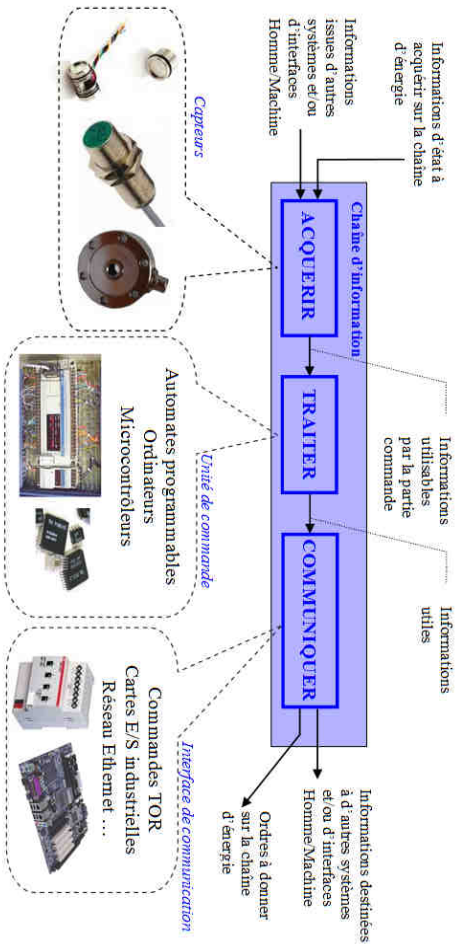 Informations d'état à
acquérir sur la chaîne
d'énergie
Informations
issues d'autres
systèmes et/ou
d'interfaces
Homme/Machine
Chaîne d'information
ACQUERIR
TRAITER
COMMUNIQUER
Informations
utilisables
par la partie
commande
Informations
utiles
Informations destinées
à d'autres systèmes
et/ou d'interfaces
Homme/Machine
Ordres à donner
sur la chaîne
d'énergie
Capteurs
Unité de commande
Automates programmables
Ordinateurs
Microcontrôleurs
Interface de communication
Commandes TOR
Cartes E/S industrielles
Réseau Ethernet ...